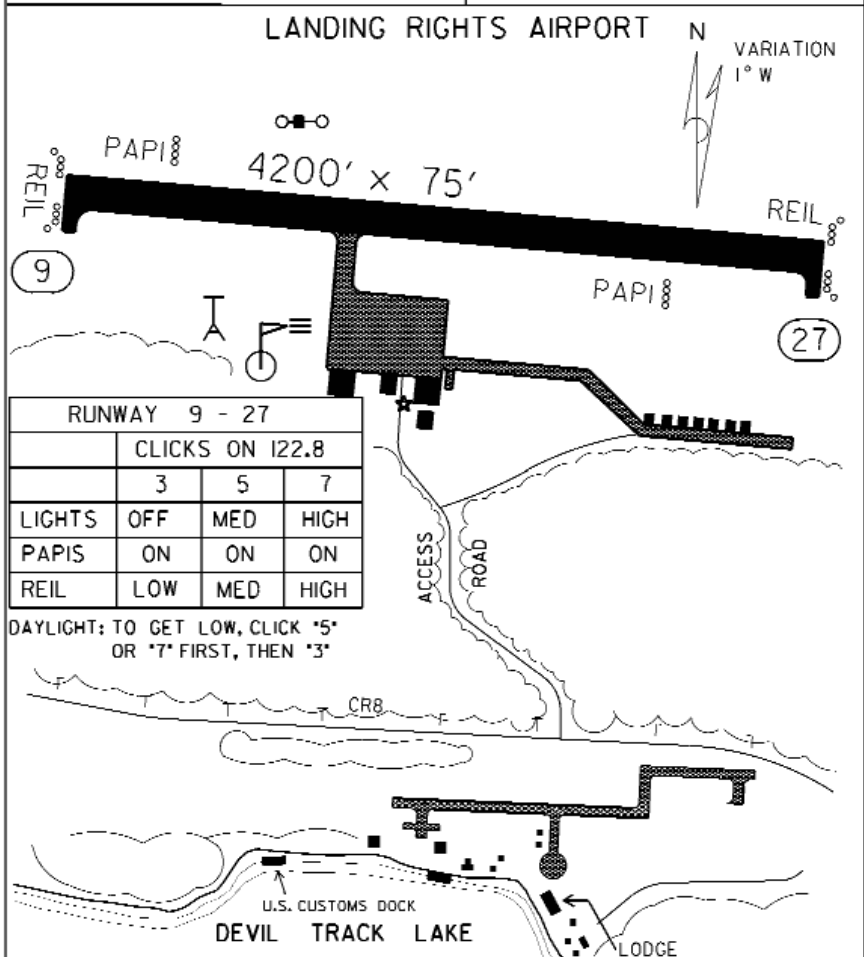 LANDING RIGHTS AIRPORT
N
VARIATION
1° W
PAPI
4200' x 75'
REIL
REIL
9
PAPI
27
RUNWAY 9 - 27
CLICKS ON 122.8
3 5 7
LIGHTS OFF MED HIGH
PAPIS ON ON ON
REIL LOW MED HIGH
DAYLIGHT: TO GET LOW, CLICK "5"
OR "7" FIRST, THEN "3"
ACCESS ROAD
CR8
U.S. CUSTOMS DOCK
DEVIL TRACK LAKE
LODGE